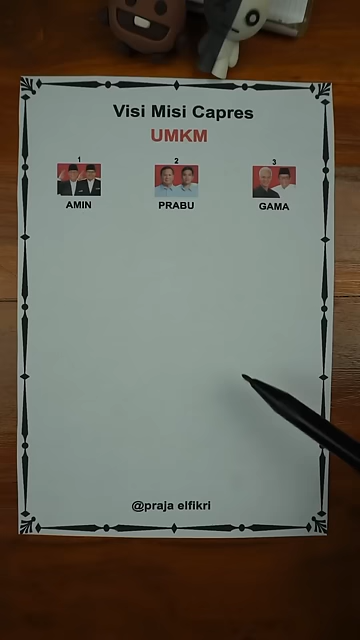 Visi Misi Capres
UMKM
1 2 3
AMIN PRABU GAMA
@praja elfikri